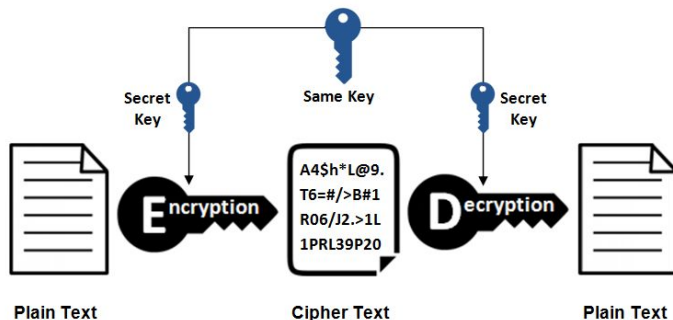 Secret
Key
Same Key
Secret
Key
Encryption
A4$h*L@9.
T6=#/>B#1
R06/J2.>1L
1PRL39P20
Decryption
Plain Text
Cipher Text
Plain Text